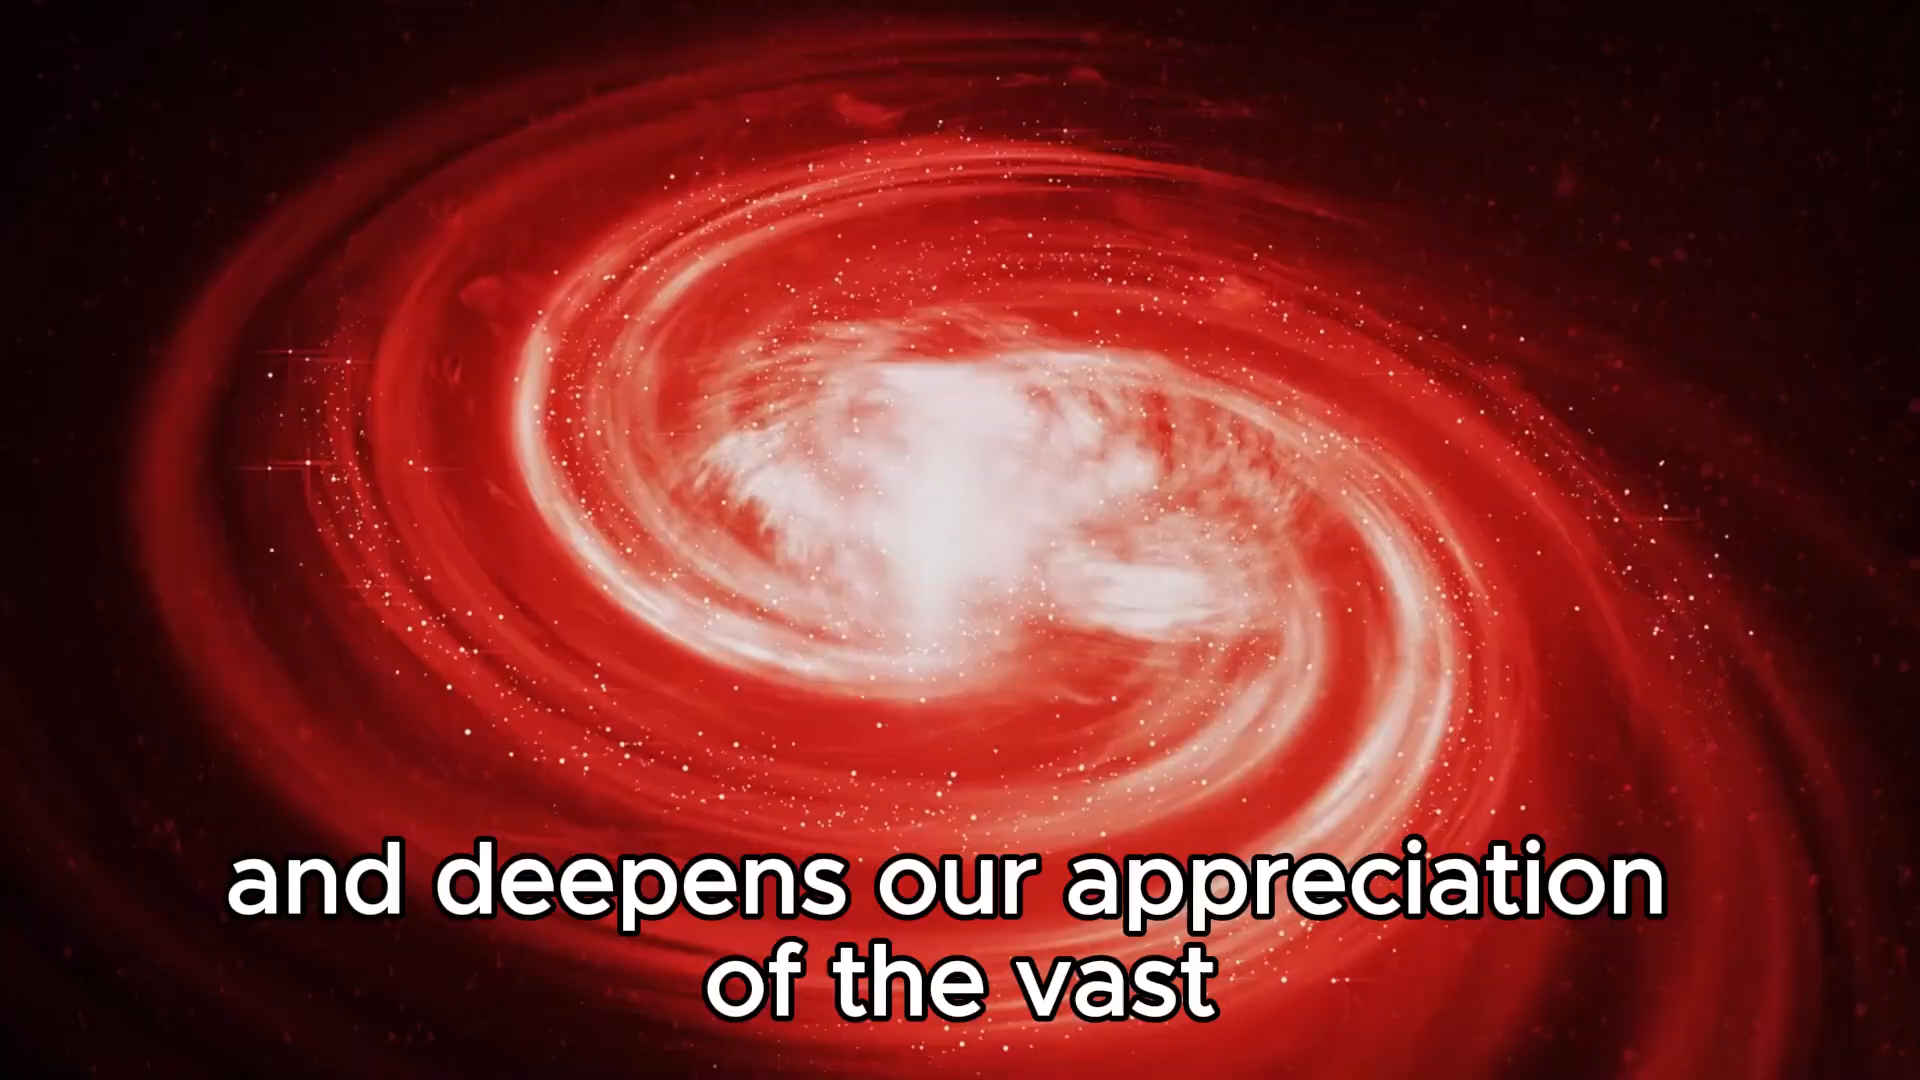 and deepens our appreciation
of the vast